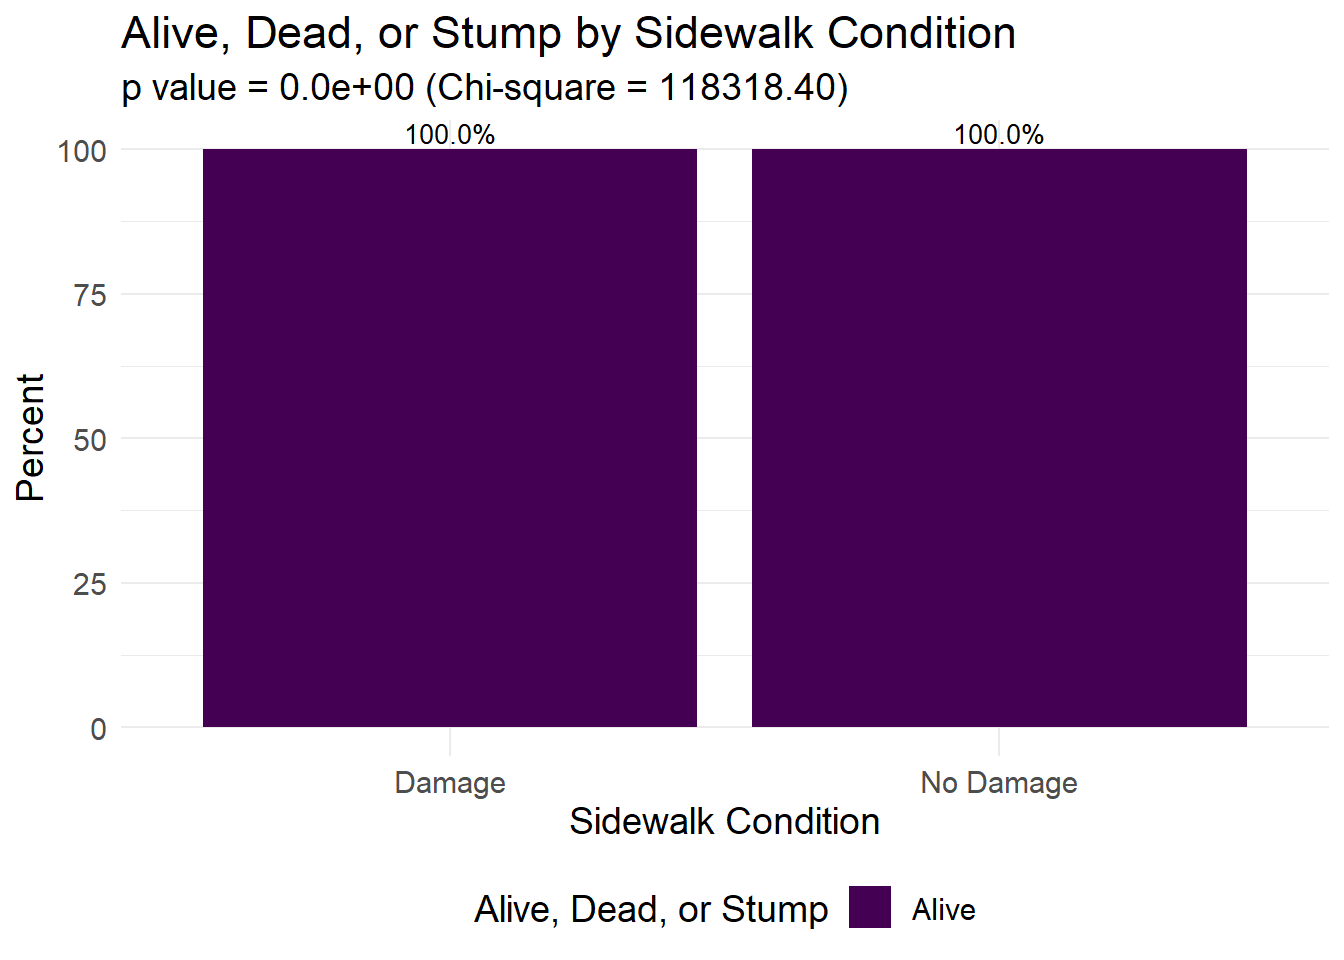 Alive, Dead, or Stump by Sidewalk Condition
p value = 0.0e+00 (Chi-square = 118318.40)
100.0% 100.0%
100
75
50
25
0
Percent
Damage No Damage
Sidewalk Condition
Alive, Dead, or Stump Alive